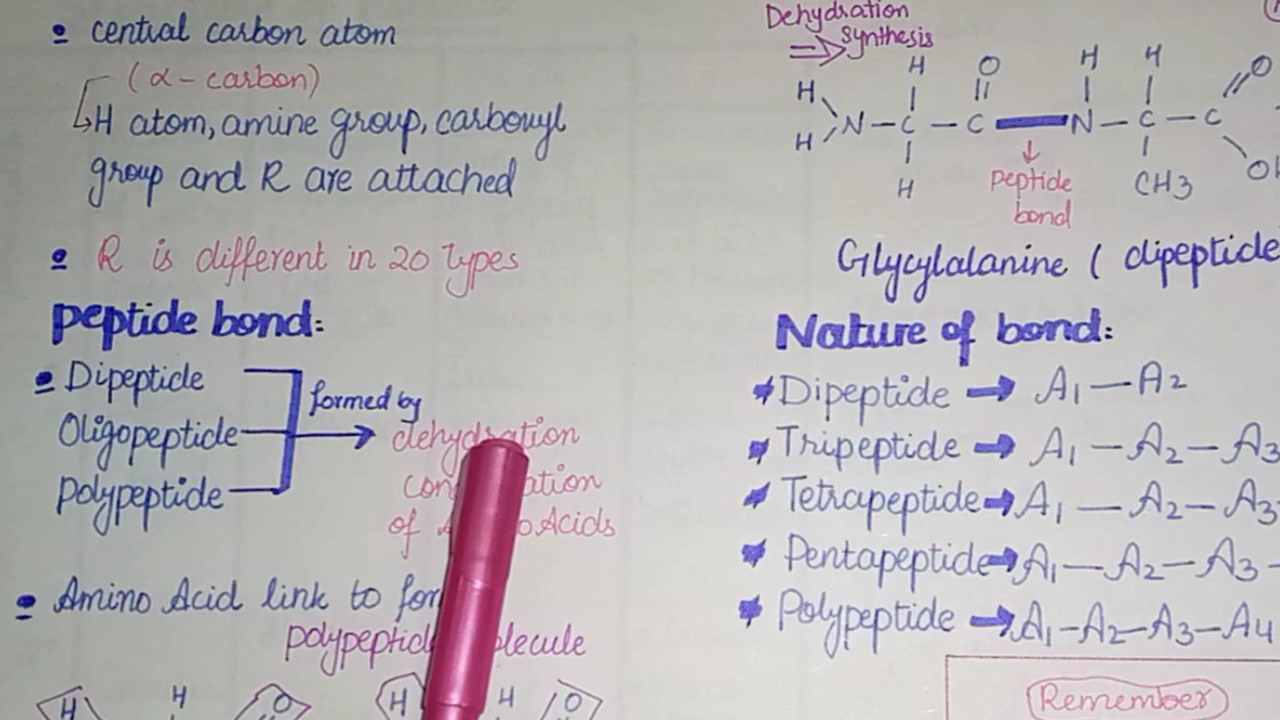 central carbon atom
(α - carbon)
H atom, amine group, carboxyl
group and R are attached
R is different in 20 types
peptide bond:
Dipeptide
Oligopeptide
polypeptide
formed by
dehydration
of Acids
Amino Acid link to
Dehydration
synthesis
H H O H H O
H
N - C - C N - C - C
H
H CH3
peptide
bond
Glycylalanine ( dipeptide
Nature of bond:
Dipeptide → A1 — A2
Tripeptide → A1 — A2 — A3
Tetrapeptide → A1 — A2 — A3
Pentapeptide → A1 — A2 — A3 -
Polypeptide → A1 - A2 - A3 - A4
Remember
H H O H H O